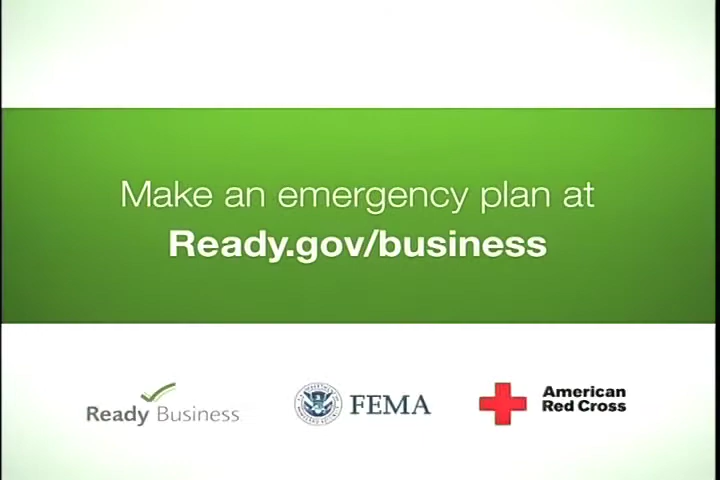 Make an emergency plan at
Ready.gov/business
Ready Business
FEMA
American
Red Cross